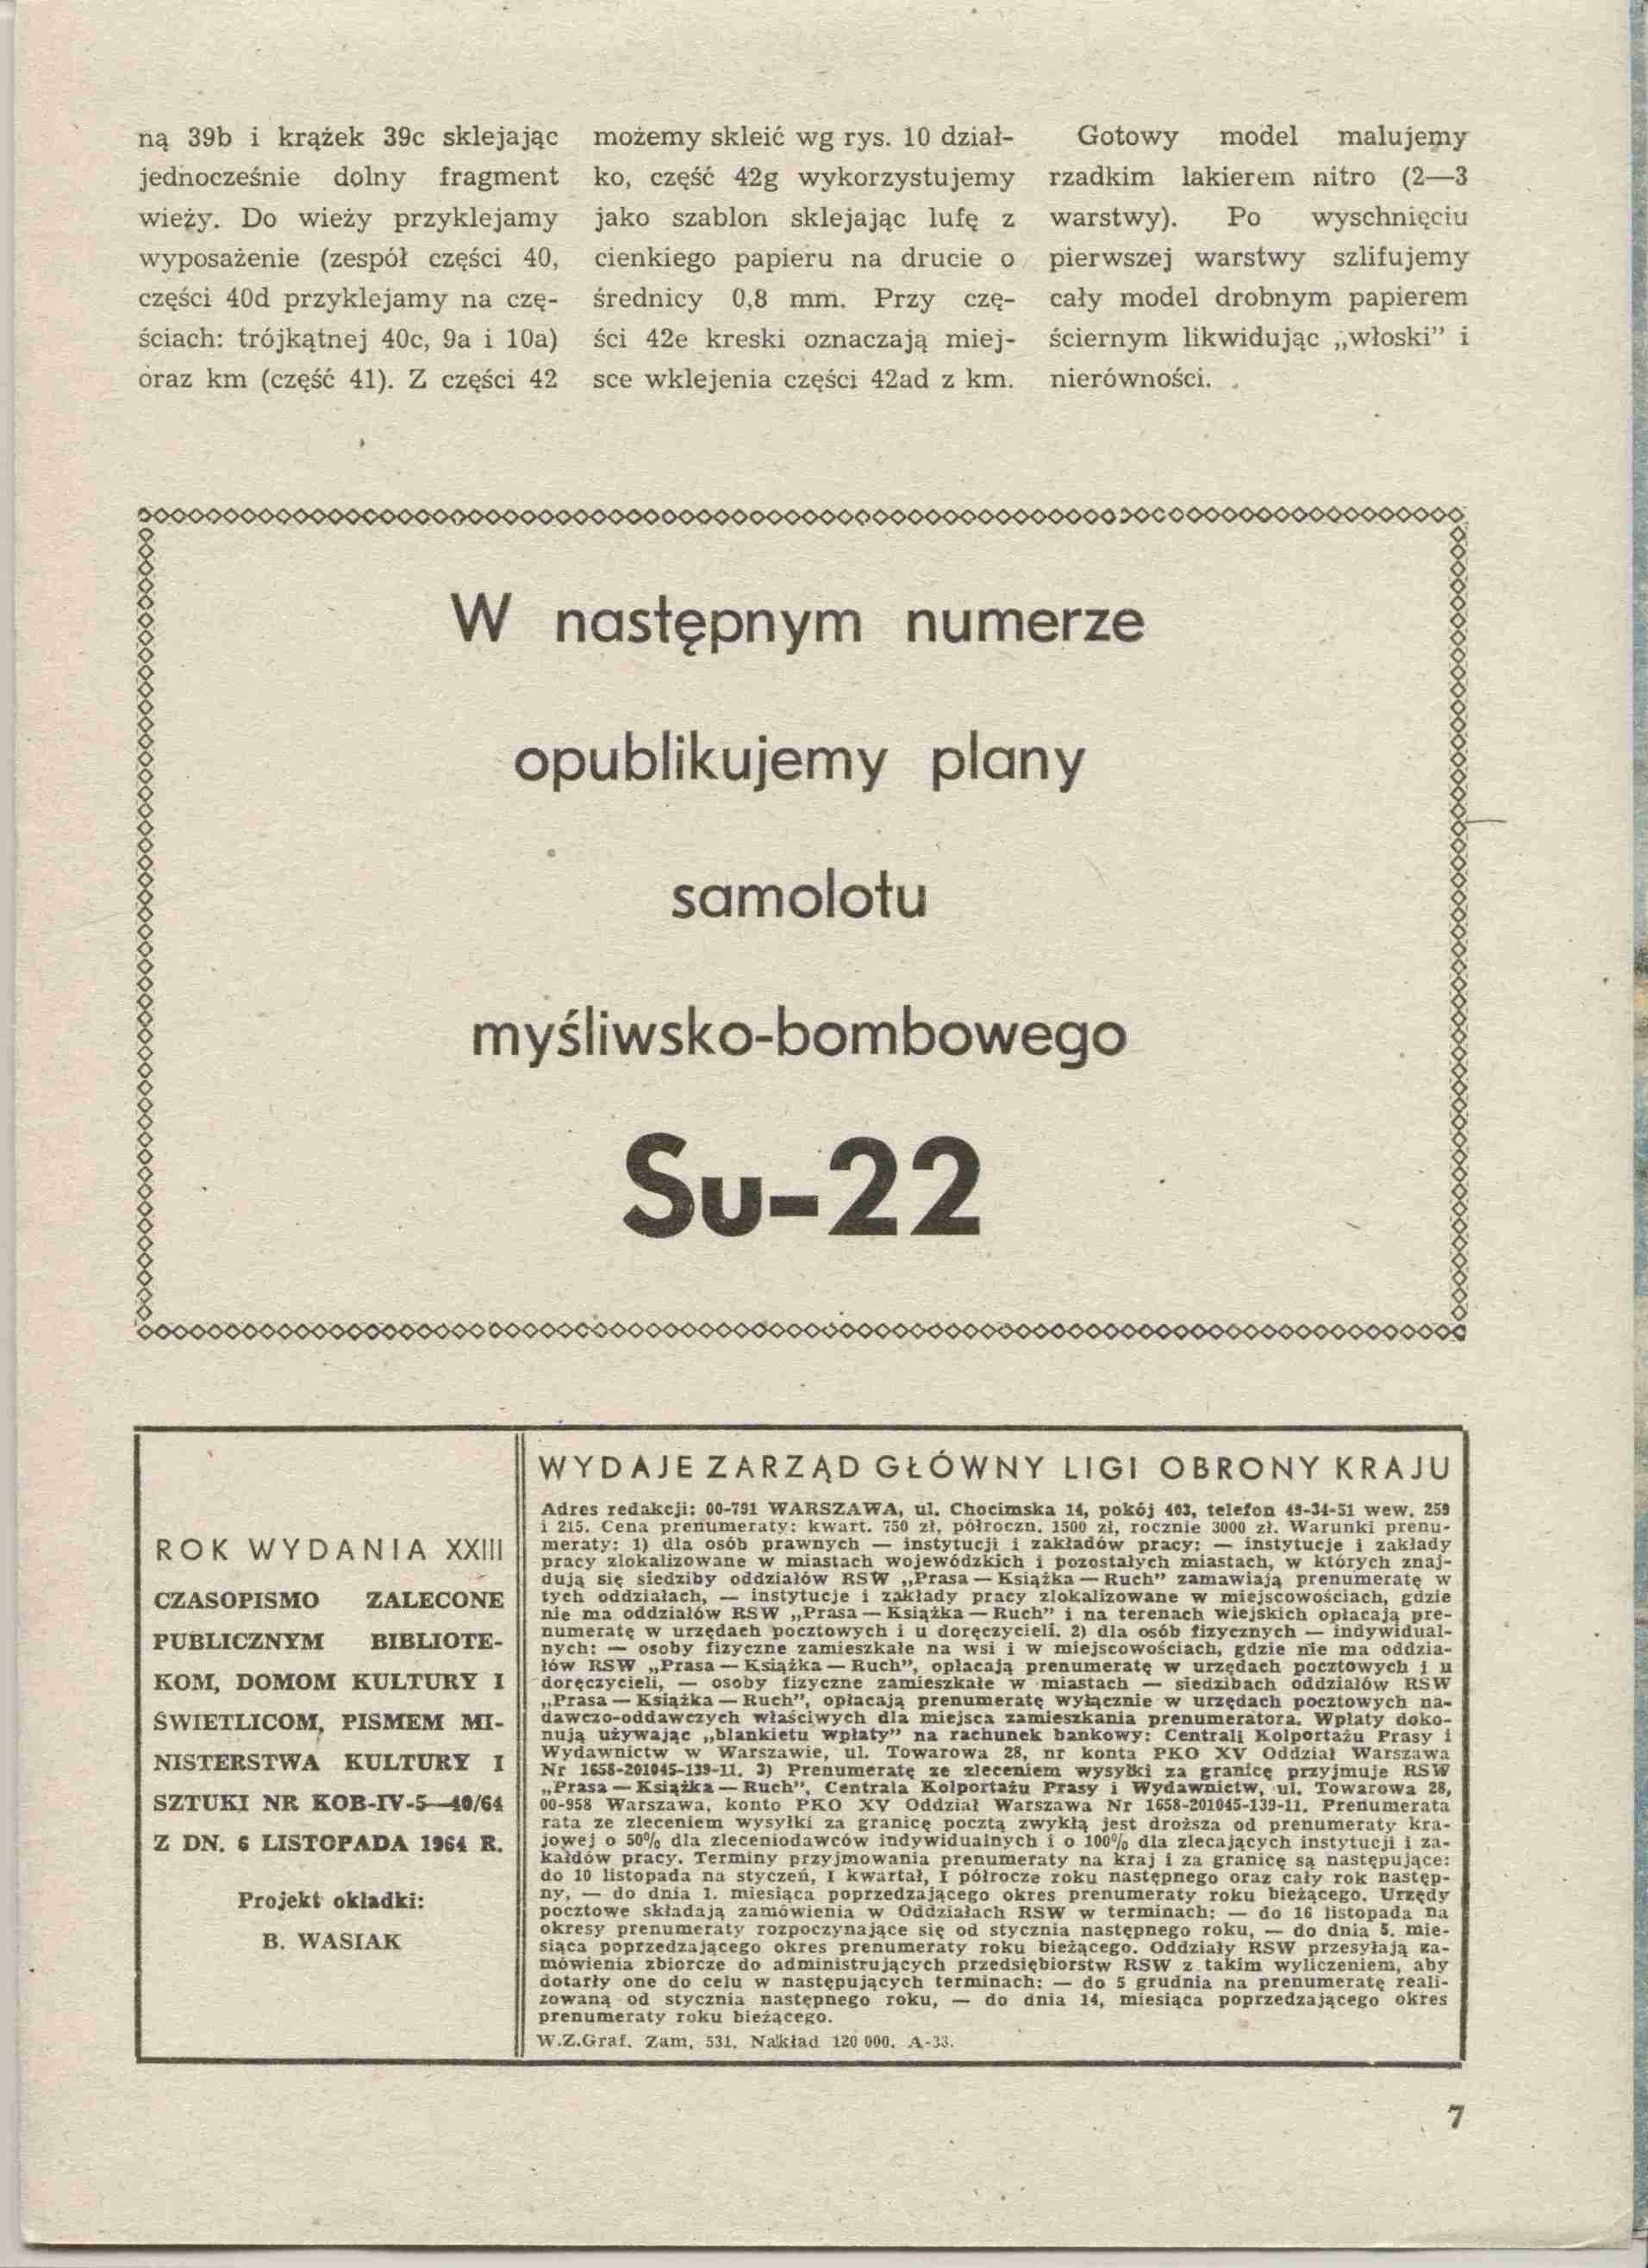 ną 39b i krążek 39c sklejając
jednocześnie dolny fragment
wieży. Do wieży przyklejamy
wyposażenie (zespół części 40,
części 40d przyklejamy na czę-
ściach: trójkątnej 40c, 9a i 10a)
oraz km (część 41). Z części 42
możemy skleić wg rys. 10 dział-
ko, część 42g wykorzystujemy
jako szablon sklejając lufę z
cienkiego papieru na drucie o
średnicy 0,8 mm. Przy czę-
ści 42e kreski oznaczają miej-
sce wklejenia części 42ad z km.
Gotowy model malujemy
rzadkim lakierem nitro (2—3
warstwy). Po wyschnięciu
pierwszej warstwy szlifujemy
cały model drobnym papierem
ściernym likwidując „włoski" i
nierówności.
W następnym numerze
opublikujemy plany
samolotu
myśliwsko-bombowego
Su-22
ROK WYDANIA XXIII
CZASOPISMO ZALECONE
PUBLICZNYM BIBLIOTE-
KOM, DOMOM KULTURY I
ŚWIETLICOM, PISMEM MI-
NISTERSTWA KULTURY I
SZTUKI NR KOB-IV-5—40/64
Z DN. 6 LISTOPADA 1964 R.
Projekt okładki:
B. WASIAK
WYDAJE ZARZĄD GŁÓWNY LIGI OBRONY KRAJU
Adres redakcji: 00-791 WARSZAWA, ul. Chocimska 14, pokój 403, telefon 49-34-51 wew. 259
i 215. Cena prenumeraty: kwart. 750 zł, półroczn. 1500 zł, rocznie 3000 zł. Warunki prenu-
meraty: 1) dla osób prawnych — instytucji i zakładów pracy: — instytucje i zakłady
pracy zlokalizowane w miastach wojewódzkich i pozostałych miastach, w których znaj-
dują się siedziby oddziałów RSW „Prasa — Książka — Ruch" zamawiają prenumeratę w
tych oddziałach, — instytucje i zakłady pracy zlokalizowane w miejscowościach, gdzie
nie ma oddziałów RSW „Prasa — Książka — Ruch" i na terenach wiejskich opłacają pre-
numeratę w urzędach pocztowych i u doręczycieli. 2) dla osób fizycznych — indywidual-
nych: — osoby fizyczne zamieszkałe na wsi i w miejscowościach, gdzie nie ma oddzia-
łów RSW „Prasa — Książka — Ruch", opłacają prenumeratę w urzędach pocztowych i u
doręczycieli, — osoby fizyczne zamieszkałe w miastach — siedzibach oddziałów RSW
„Prasa — Książka — Ruch", opłacają prenumeratę wyłącznie w urzędach pocztowych na-
dawczo-oddawczych właściwych dla miejsca zamieszkania prenumeratora. Wpłaty doko-
nują używając „blankietu wpłaty" na rachunek bankowy: Centrali Kolportażu Prasy i
Wydawnictw w Warszawie, ul. Towarowa 28, nr konta PKO XV Oddział Warszawa
Nr 1658-201045-139-11. 3) Prenumeratę ze zleceniem wysyłki za granicę przyjmuje RSW
„Prasa — Książka — Ruch", Centrala Kolportażu Prasy i Wydawnictw, ul. Towarowa 28,
00-958 Warszawa, konto PKO XV Oddział Warszawa Nr 1658-201045-139-11. Prenumerata
rata ze zleceniem wysyłki za granicę pocztą zwykłą jest droższa od prenumeraty kra-
jowej o 50% dla zleceniodawców indywidualnych i o 100% dla zlecających instytucji i za-
kałdów pracy. Terminy przyjmowania prenumeraty na kraj i za granicę są następujące:
do 10 listopada na styczeń, I kwartał, I półrocze roku następnego oraz cały rok następ-
ny, — do dnia 1. miesiąca poprzedzającego okres prenumeraty roku bieżącego. Urzędy
pocztowe składają zamówienia w Oddziałach RSW w terminach: — do 16 listopada na
okresy prenumeraty rozpoczynające się od stycznia następnego roku, — do dnia 5. mie-
siąca poprzedzającego okres prenumeraty roku bieżącego. Oddziały RSW przesyłają za-
mówienia zbiorcze do administrujących przedsiębiorstw RSW z takim wyliczeniem, aby
dotarły one do celu w następujących terminach: — do 5 grudnia na prenumeratę reali-
zowaną od stycznia następnego roku, — do dnia 14, miesiąca poprzedzającego okres
prenumeraty roku bieżącego.
W.Z.Graf. Zam. 531. Nakład 120 000. A-33.
7